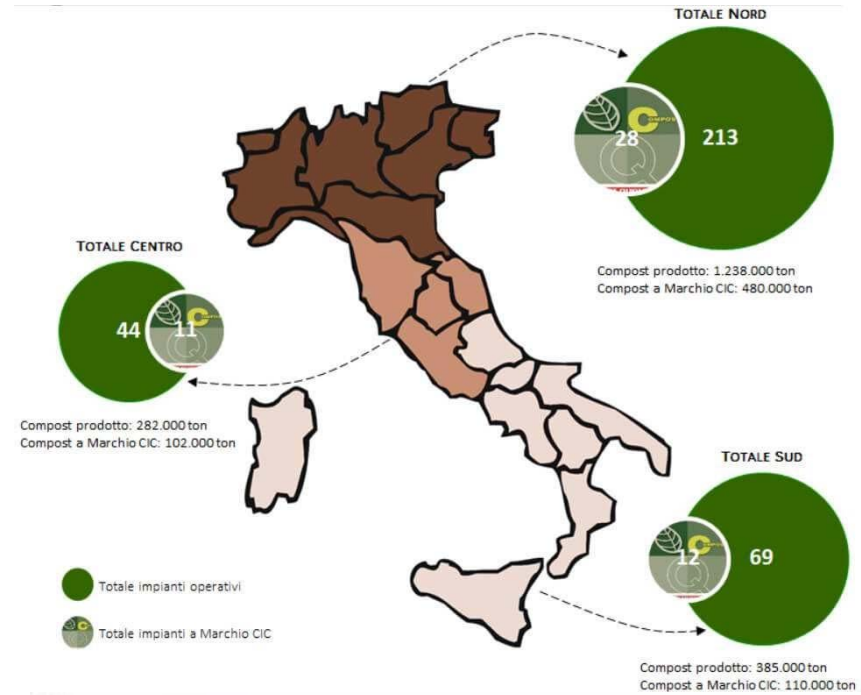 TOTALE NORD
28
213
Compost prodotto: 1.238.000 ton
Compost a Marchio CIC: 480.000 ton
TOTALE CENTRO
44
11
Compost prodotto: 282.000 ton
Compost a Marchio CIC: 102.000 ton
TOTALE SUD
12
69
Compost prodotto: 385.000 ton
Compost a Marchio CIC: 110.000 ton
Totale impianti operativi
Totale impianti a Marchio CIC